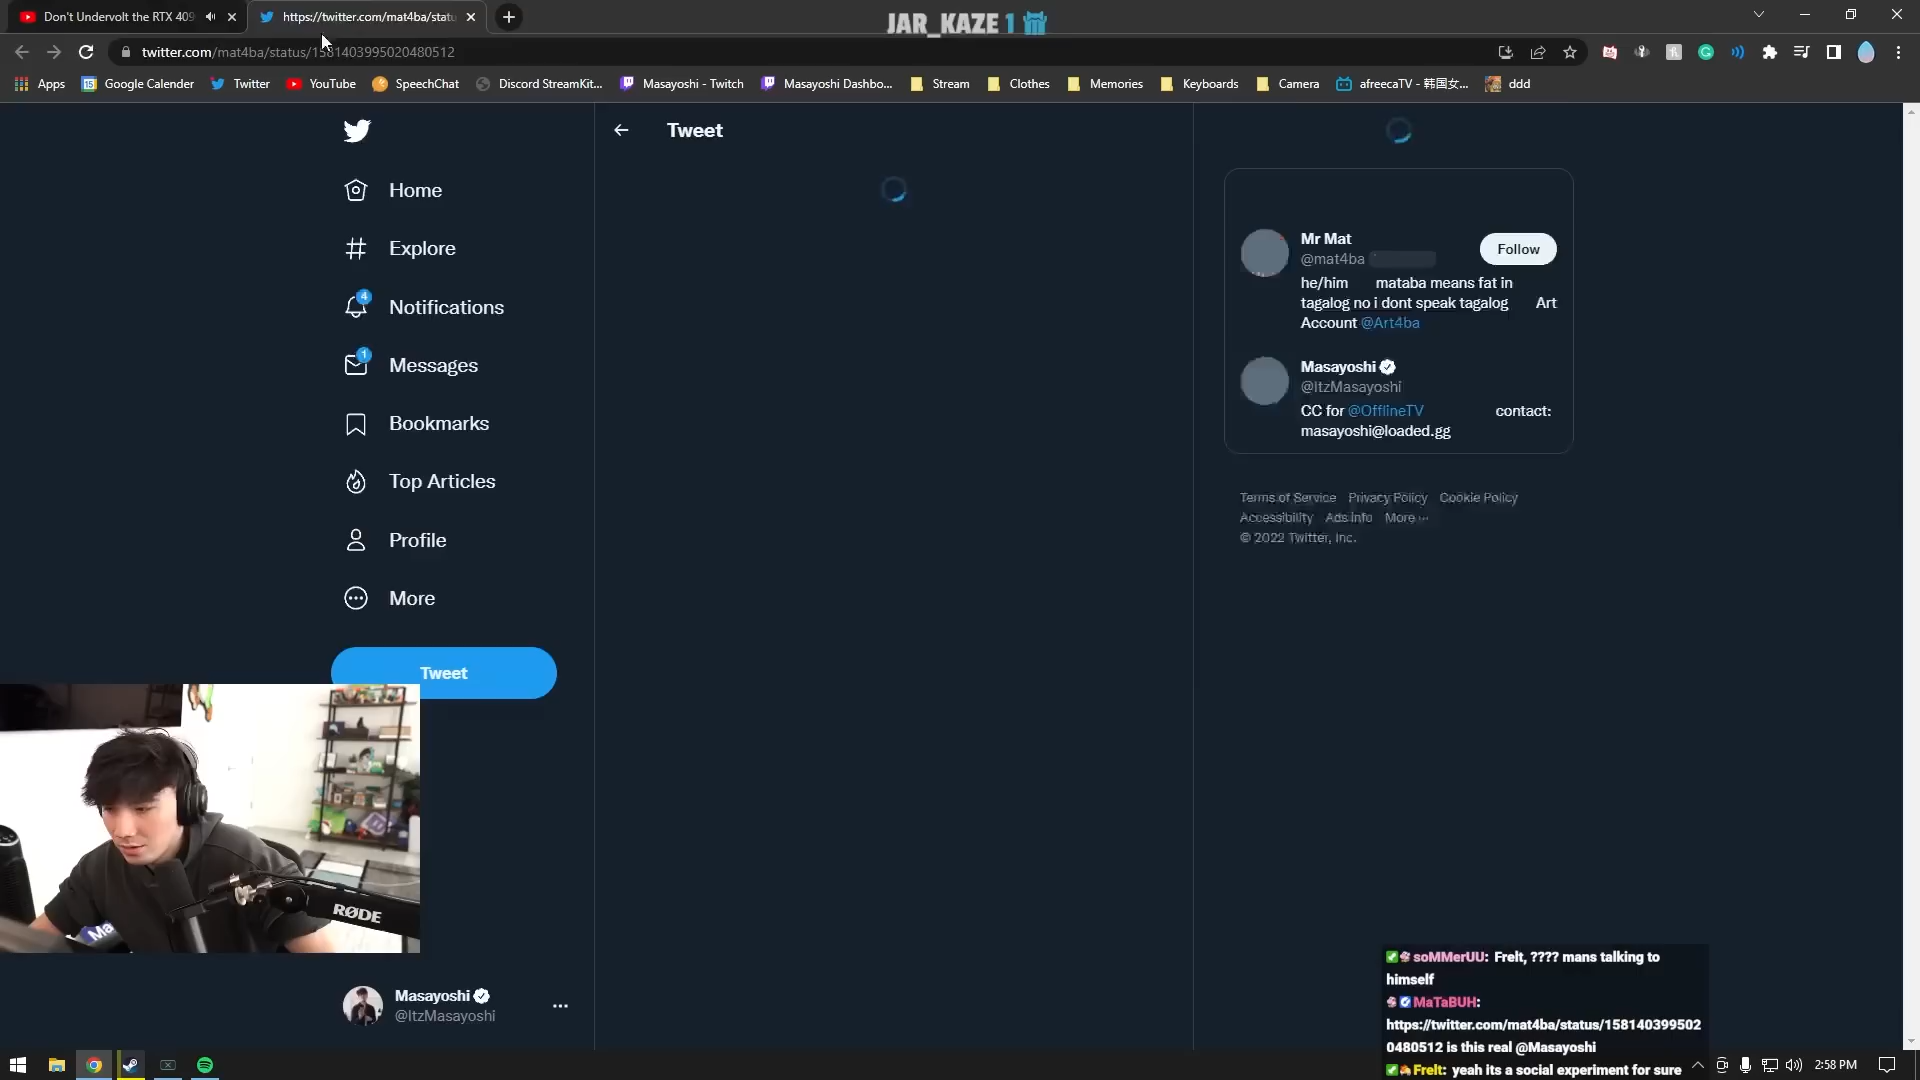 Don't Undervolt the RTX 409
https://twitter.com/mat4ba/statu
JAR_KAZE 1
twitter.com/mat4ba/status/1581403995020480512
Apps
Google Calender
Twitter
YouTube
SpeechChat
Discord StreamKit...
Masayoshi - Twitch
Masayoshi Dashbo...
Stream
Clothes
Memories
Keyboards
Camera
afreecaTV - 韩国女...
ddd
Home
Explore
4
Notifications
1
Messages
Bookmarks
Top Articles
Profile
More
Tweet
Masayoshi
@ItzMasayoshi
Tweet
Mr Mat
@mat4ba
Follow
he/him mataba means fat in
tagalog no i dont speak tagalog Art
Account @Art4ba
Masayoshi
@ItzMasayoshi
CC for @OfflineTV contact:
masayoshi@loaded.gg
Terms of Service Privacy Policy Cookie Policy
Accessibility Ads info More ...
© 2022 Twitter, Inc.
RØDE
Ma
soMMerUU: Frelt, ???? mans talking to
himself
MaTaBUH:
https://twitter.com/mat4ba/status/158140399502
0480512 is this real @Masayoshi
Frelt: yeah its a social experiment for sure
2:58 PM